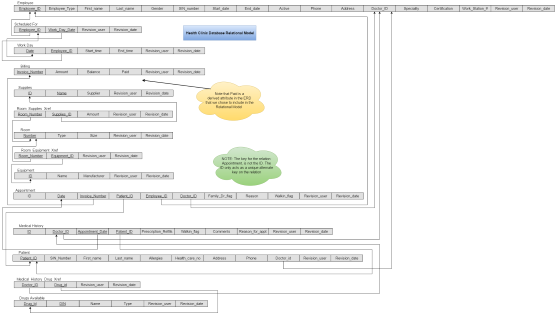 Employee
Employee_ID Employee_Type First_name Last_name Gender SIN_number Start_date End_date Active Phone Address Doctor_ID Specialty Certification Work_Station_# Revision_user Revision_date
Scheduled For
Employee_ID Work_Day_Date Revision_user Revision_date
Health Clinic Database Relational Model
Work Day
Date Employee_ID Start_time End_time Revision_user Revision_date
Billing
Invoice_Number Amount Balance Paid Revision_user Revision_date
Note that Paid is a
derived attribute in the ERD
that we chose to include in the
Relational Model
Supplies
ID Name Supplier Revision_user Revision_date
Room_Supplies_Xref
Room_Number Supplies_ID Amount Revision_user Revision_date
Room
Number Type Size Revision_user Revision_date
Room_Equipment_Xref
Room_Number Equipment_ID Revision_user Revision_date
NOTE: The key for the relation
Appointment, is not the ID. The
ID only acts as a unique alternate
key on the relation
Equipment
ID Name Manufacturer Revision_user Revision_date
Appointment
ID Date Invoice_Number Patient_ID Employee_ID Doctor_ID Family_Dr_flag Reason Walkin_flag Revision_user Revision_date
Medical History
ID Doctor_ID Appointment_Date Patient_ID Prescription_Refills Walkin_flag Comments Reason_for_appt Revision_user Revision_date
Patient
Patient_ID SIN_Number First_name Last_name Allergies Health_care_no Address Phone Doctor_id Revision_user Revision_date
Medical_History_Drug_Xref
Doctor_ID Drug_id Revision_user Revision_date
Drugs Available
Drug_Id DIN Name Type Revision_user Revision_date